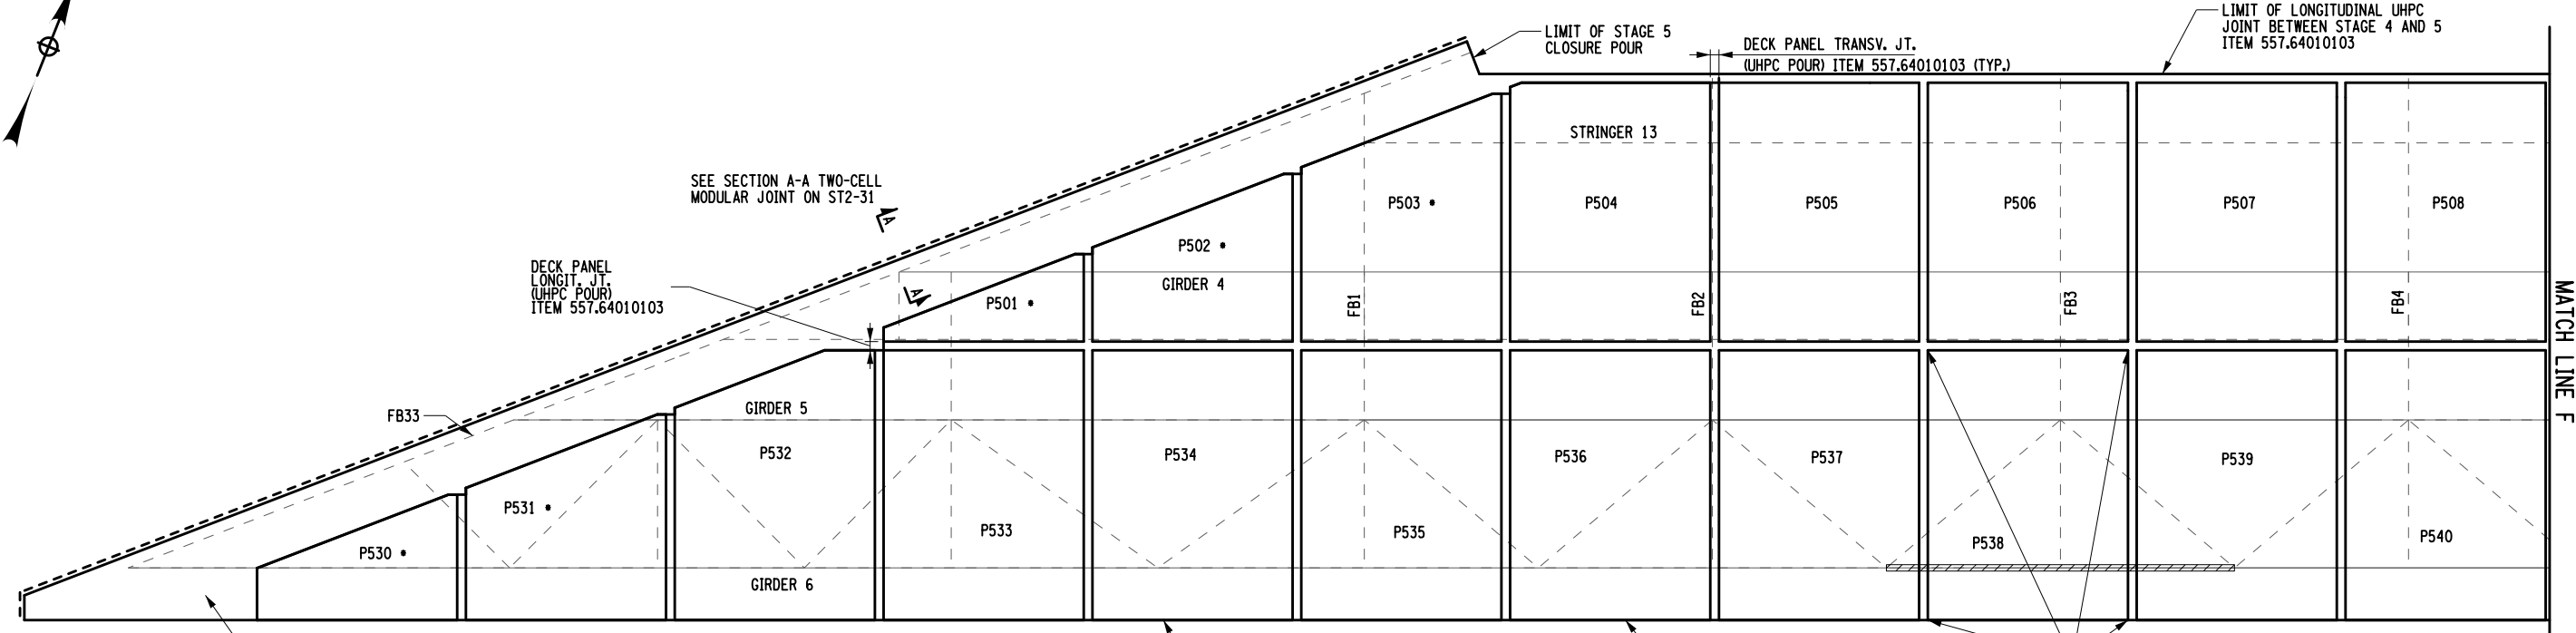 LIMIT OF LONGITUDINAL UHPC
JOINT BETWEEN STAGE 4 AND 5
ITEM 557.64010103
LIMIT OF STAGE 5
CLOSURE POUR
DECK PANEL TRANSV. JT.
(UHPC POUR) ITEM 557.64010103 (TYP.)
STRINGER 13
SEE SECTION A-A TWO-CELL
MODULAR JOINT ON ST2-31
A
P503 •
P504
P505
P506
P507
P508
P502 •
DECK PANEL
LONGIT. JT.
(UHPC POUR)
ITEM 557.64010103
A
P501 •
GIRDER 4
FB1
FB2
FB3
FB4
MATCH LINE F
FB33
GIRDER 5
P532
P534
P536
P537
P539
P531 •
P533
P535
P538
P540
P530 •
GIRDER 6